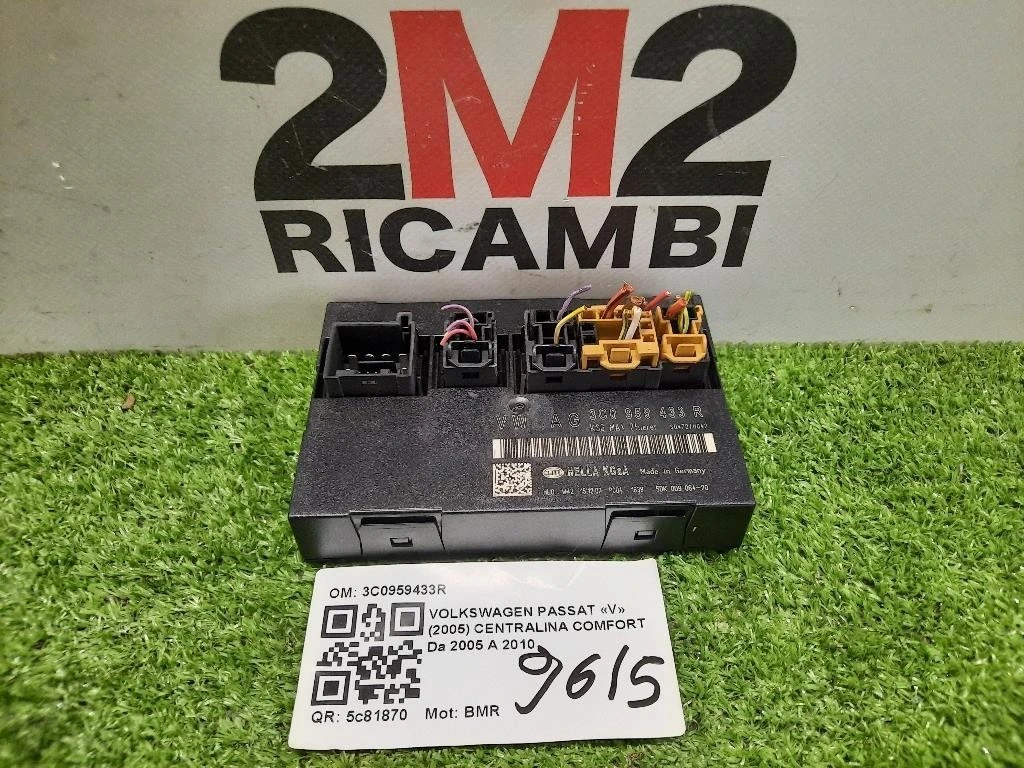 2M2
RICAMBI
VW AG 3C0 959 433 R
HELLA KGaA Made in Germany
OM: 3C0959433R
VOLKSWAGEN PASSAT «V»
(2005) CENTRALINA COMFORT
Da 2005 A 2010
9615
QR: 5c81870 Mot: BMR